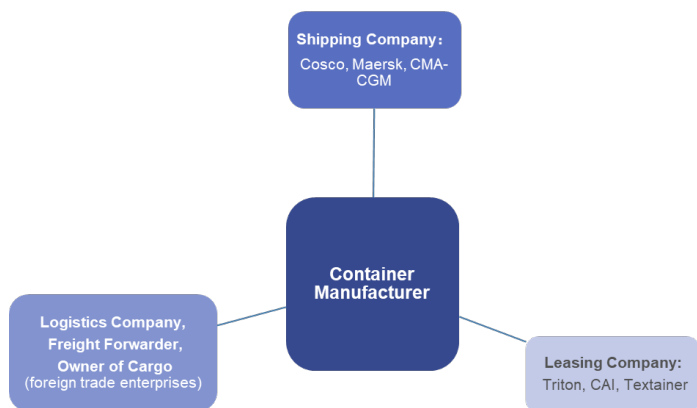 Shipping Company：
Cosco, Maersk, CMA-
CGM
Container
Manufacturer
Logistics Company,
Freight Forwarder,
Owner of Cargo
(foreign trade enterprises)
Leasing Company:
Triton, CAI, Textainer